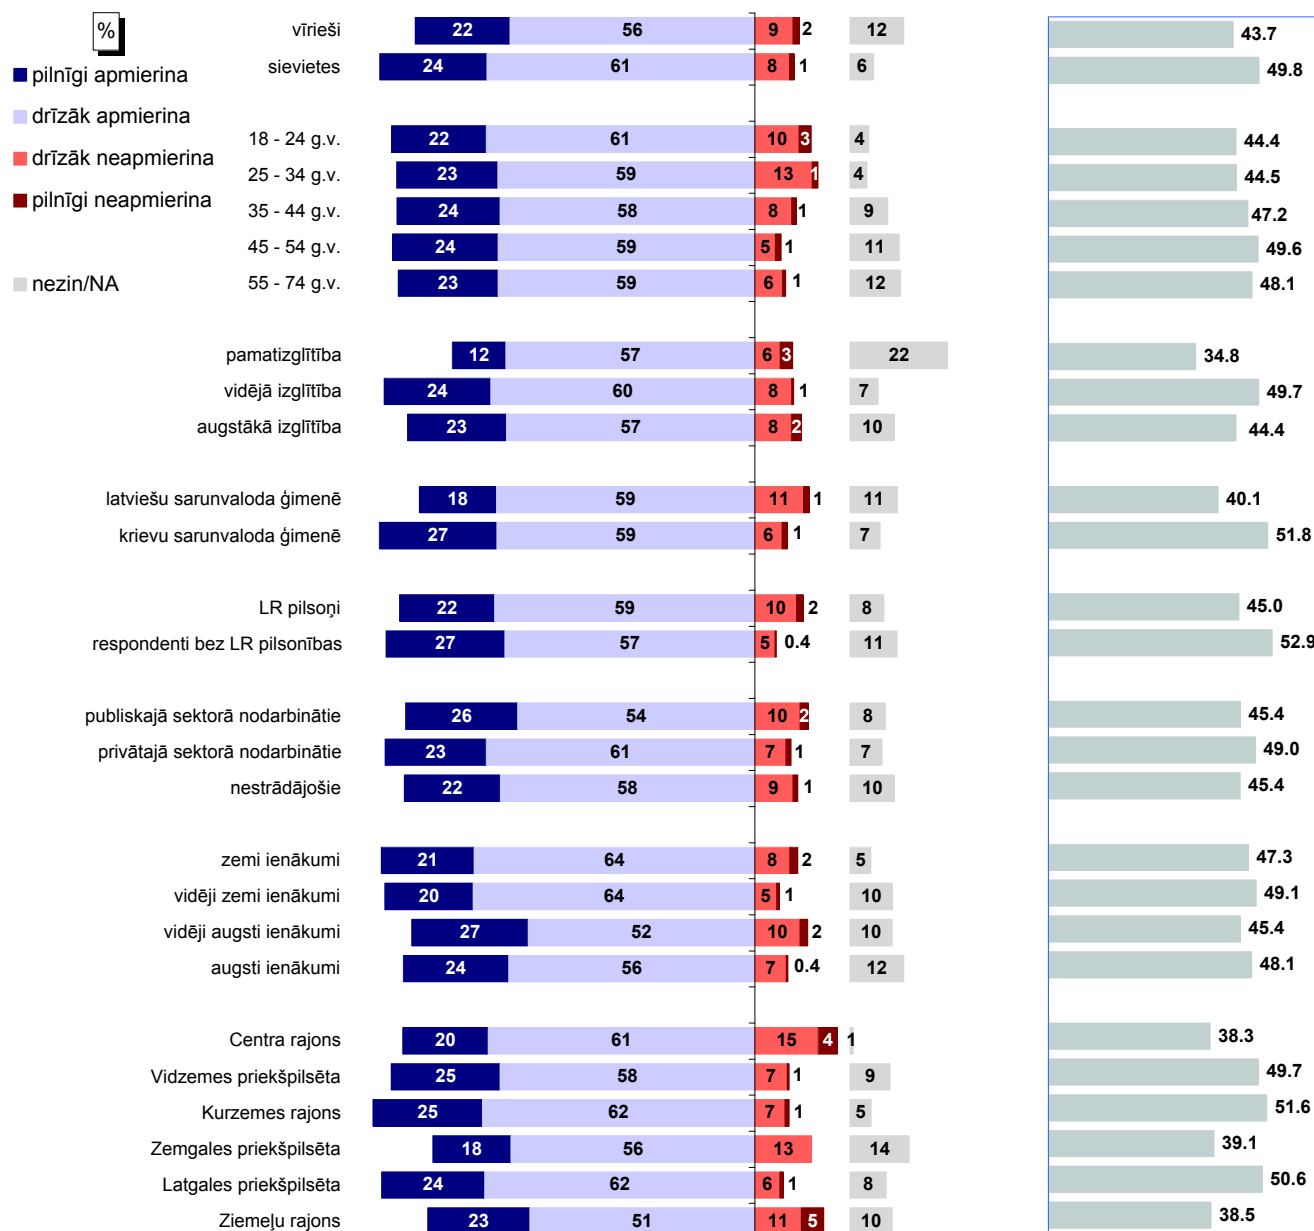 %
pilnīgi apmierina
drīzāk apmierina
drīzāk neapmierina
pilnīgi neapmierina
nezin/NA
vīrieši 22 56 9 2 12 43.7
sievietes 24 61 8 1 6 49.8
18 - 24 g.v. 22 61 10 3 4 44.4
25 - 34 g.v. 23 59 13 1 4 44.5
35 - 44 g.v. 24 58 8 1 9 47.2
45 - 54 g.v. 24 59 5 1 11 49.6
55 - 74 g.v. 23 59 6 1 12 48.1
pamatizglītība 12 57 6 3 22 34.8
vidējā izglītība 24 60 8 1 7 49.7
augstākā izglītība 23 57 8 2 10 44.4
latviešu sarunvaloda ģimenē 18 59 11 1 11 40.1
krievu sarunvaloda ģimenē 27 59 6 1 7 51.8
LR pilsoņi 22 59 10 2 8 45.0
respondenti bez LR pilsonības 27 57 5 0.4 11 52.9
publiskajā sektorā nodarbinātie 26 54 10 2 8 45.4
privātajā sektorā nodarbinātie 23 61 7 1 7 49.0
nestrādājošie 22 58 9 1 10 45.4
zemi ienākumi 21 64 8 2 5 47.3
vidēji zemi ienākumi 20 64 5 1 10 49.1
vidēji augsti ienākumi 27 52 10 2 10 45.4
augsti ienākumi 24 56 7 0.4 12 48.1
Centra rajons 20 61 15 4 1 38.3
Vidzemes priekšpilsēta 25 58 7 1 9 49.7
Kurzemes rajons 25 62 7 1 5 51.6
Zemgales priekšpilsēta 18 56 13 14 39.1
Latgales priekšpilsēta 24 62 6 1 8 50.6
Ziemeļu rajons 23 51 11 5 10 38.5